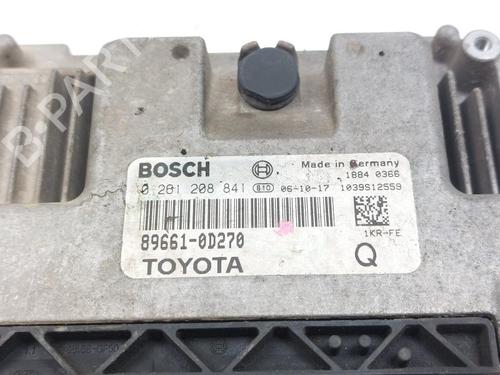 B-PARTS
BOSCH
Made in Germany
1884 0366
0 281 208 841 610 06-10-17 1039S12559
89661-0D270
1KR-FE
TOYOTA
Q